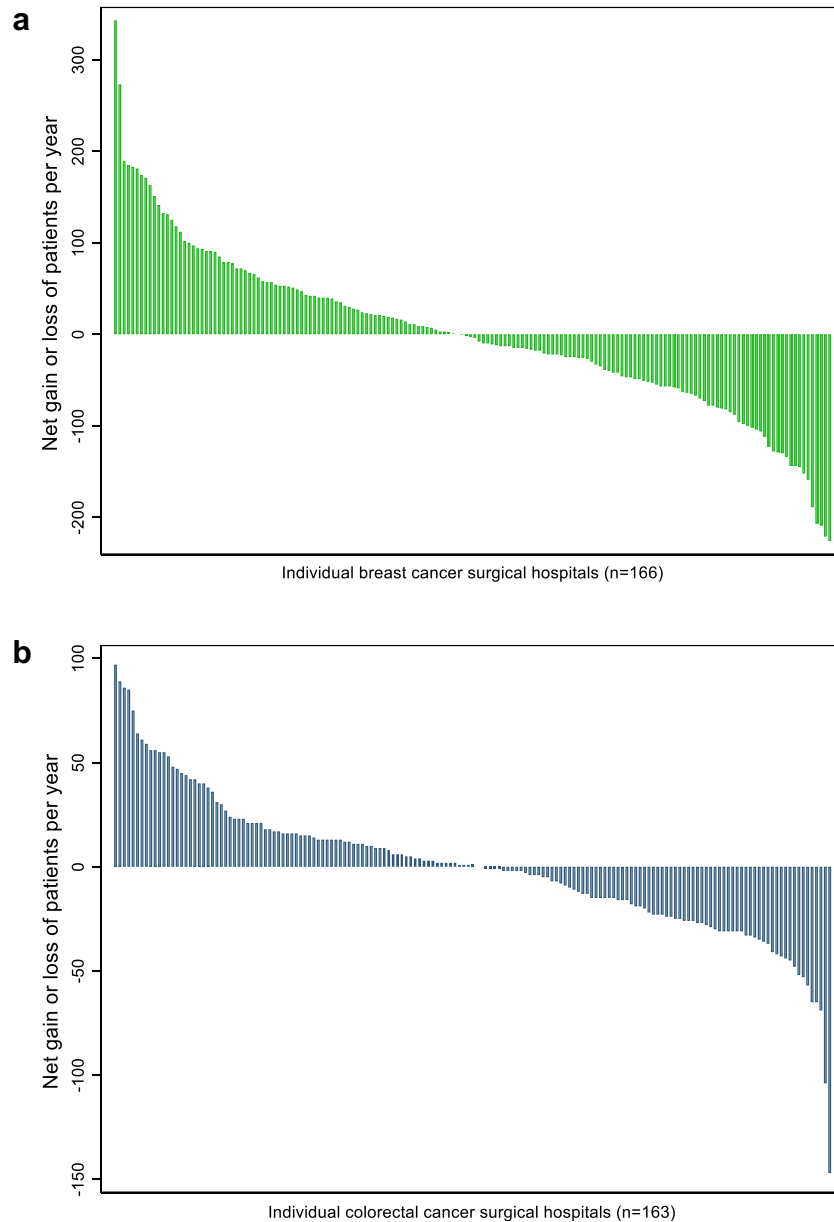 a
Net gain or loss of patients per year
300
200
100
0
-100
-200
Individual breast cancer surgical hospitals (n=166)
b
Net gain or loss of patients per year
100
50
0
-50
-100
-150
Individual colorectal cancer surgical hospitals (n=163)